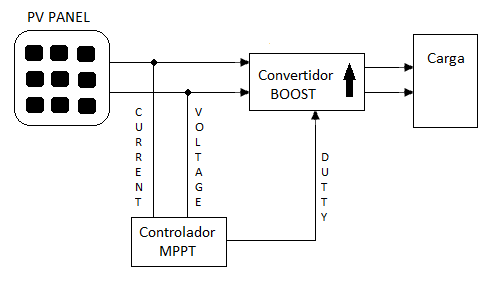 PV PANEL
Convertidor
BOOST
Carga
CURRENT
VOLTAGE
DUTTY
Controlador
MPPT